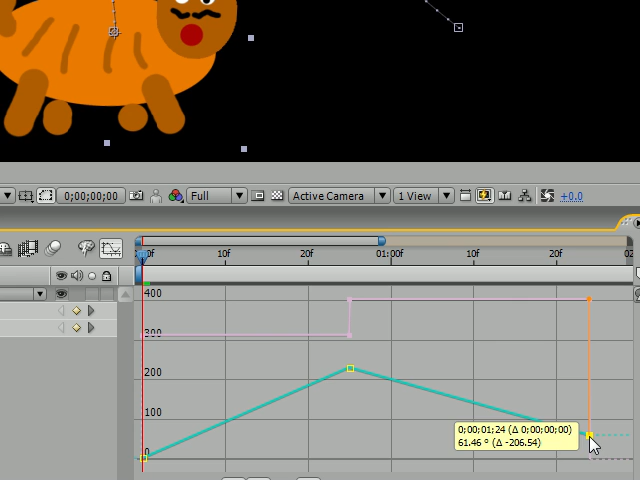 0;00;00;00 Full Active Camera 1 View +0.0
0f 10f 20f 01:00f 10f 20f 02
400
300
200
100
0
0;00;01;24 (Δ 0;00;00;00)
61.46 ° (Δ -206.54)